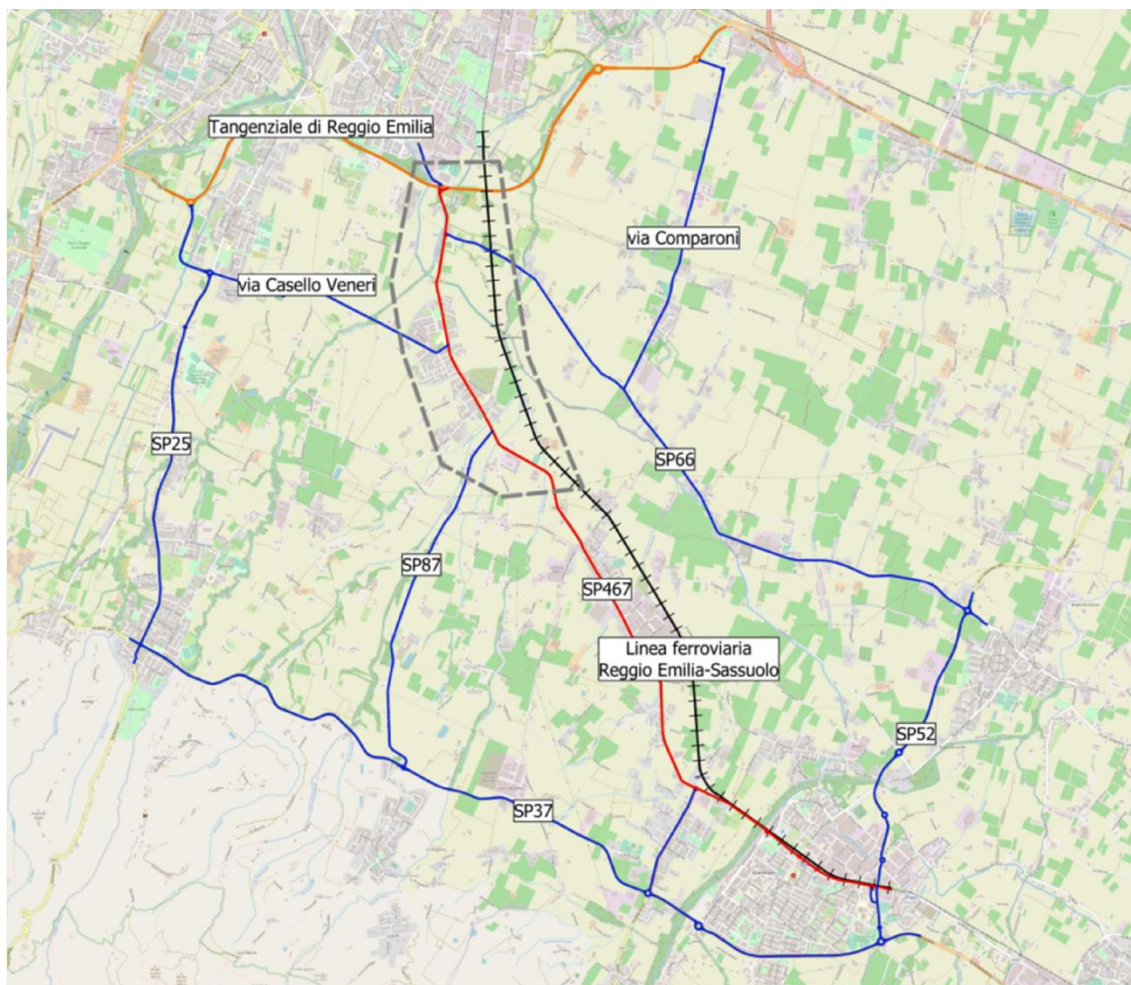 Tangenziale di Reggio Emilia
via Comparoni
via Casello Veneri
SP25
SP66
SP87
SP467
Linea ferroviaria
Reggio Emilia-Sassuolo
SP52
SP37